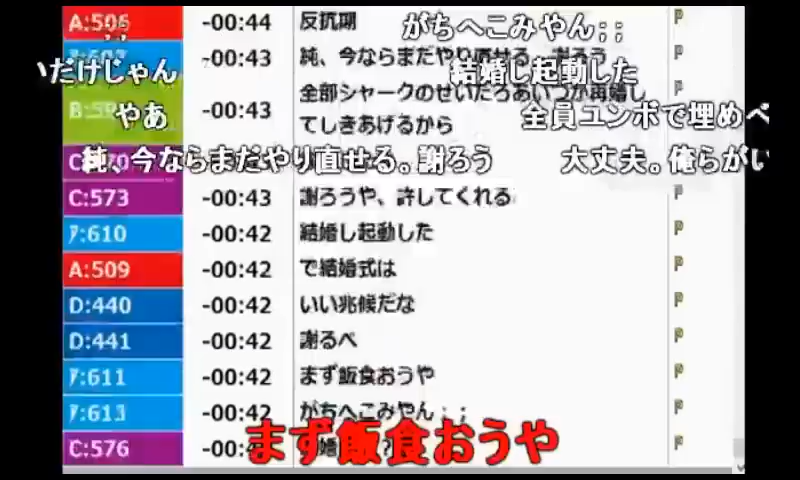 A:506 -00:44 反抗期 P
がちへこみやん；；
-00:43 純、今ならまだやり直せる、謝ろう P
いだけじゃん
結婚し起動した
全部シャークのせいだろあいつが再婚し
-00:43 てしきあげるから P
やあ
全員ユンボで埋めべ
純、今ならまだやり直せる。謝ろう
大丈夫。俺らがい
C:573 -00:43 謝ろうや、許してくれる P
ｱ:610 -00:42 結婚し起動した P
A:509 -00:42 で結婚式は P
D:440 -00:42 いい兆候だな P
D:441 -00:42 謝るべ P
ｱ:611 -00:42 まず飯食おうや P
ｱ:613 -00:42 がちへこみやん；； P
C:576 P
まず飯食おうや